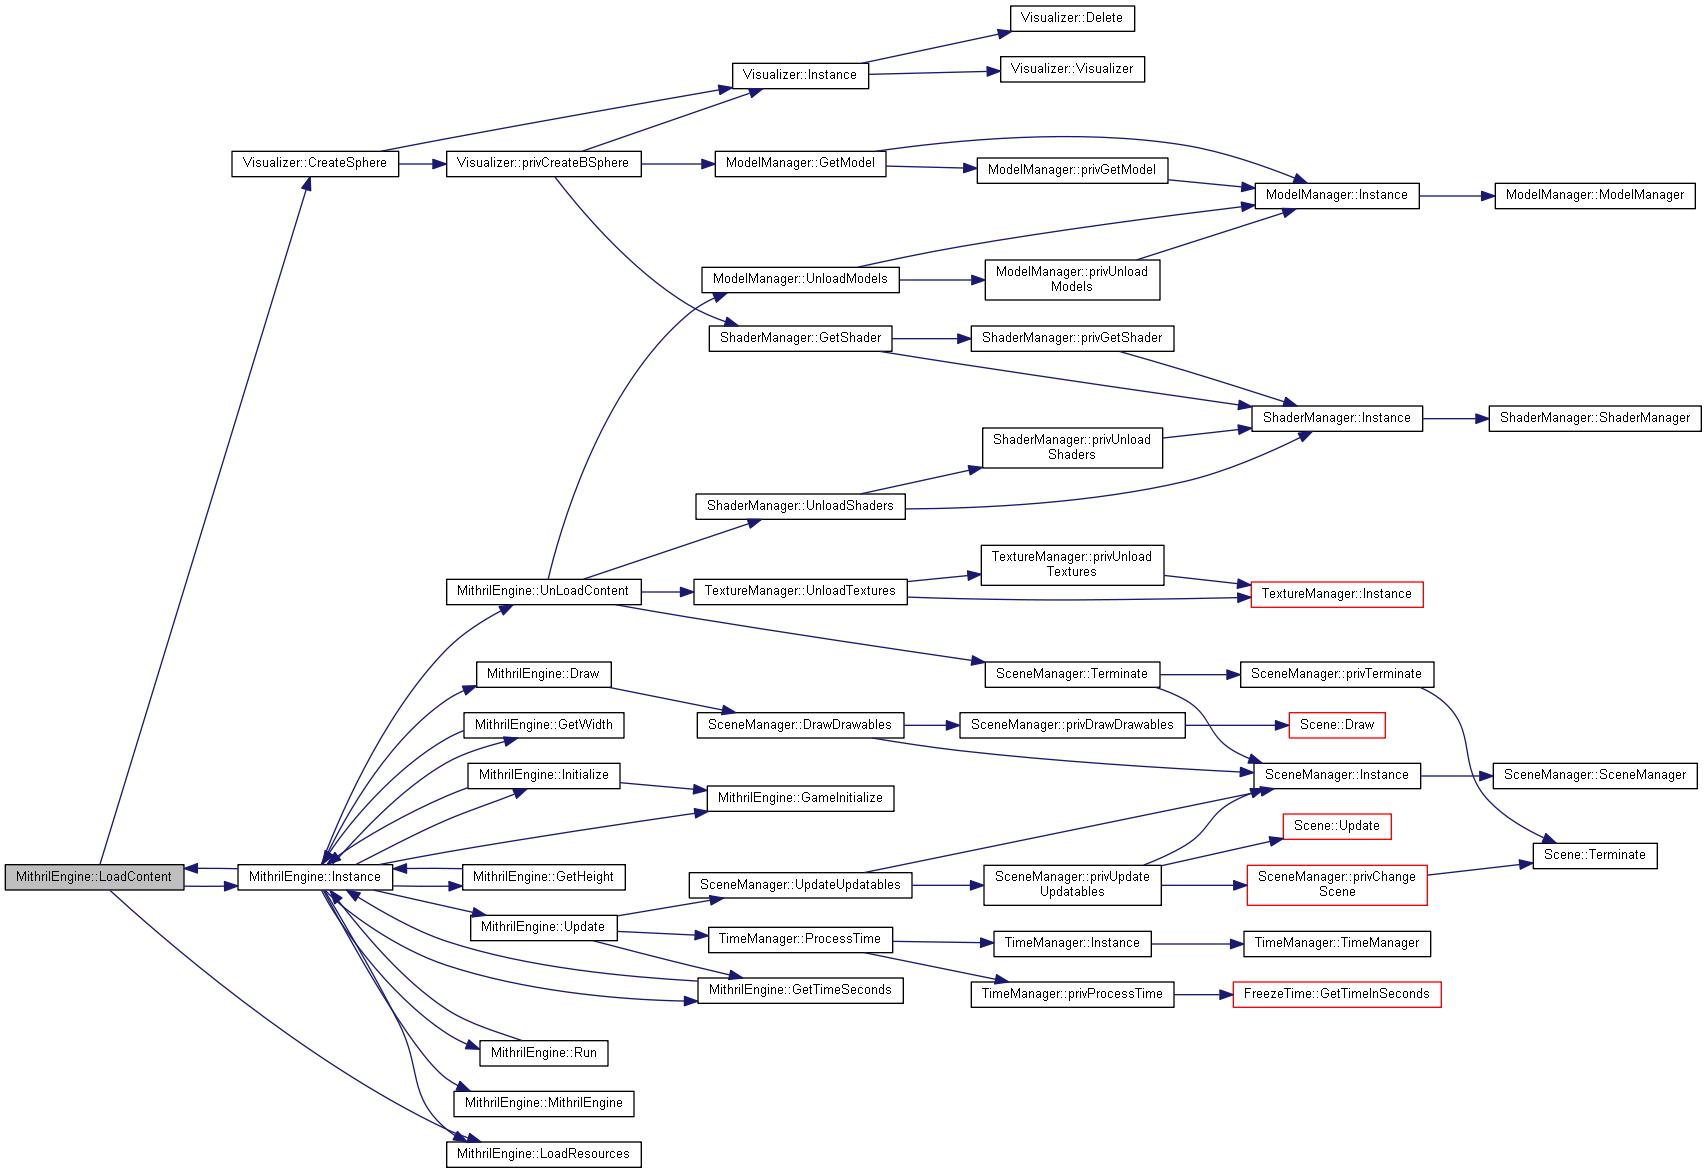 Visualizer::Delete
Visualizer::Instance
Visualizer::Visualizer
Visualizer::CreateSphere
Visualizer::privCreateBSphere
ModelManager::GetModel
ModelManager::privGetModel
ModelManager::Instance
ModelManager::ModelManager
ModelManager::UnloadModels
ModelManager::privUnload
Models
ShaderManager::GetShader
ShaderManager::privGetShader
ShaderManager::Instance
ShaderManager::ShaderManager
ShaderManager::privUnload
Shaders
ShaderManager::UnloadShaders
TextureManager::privUnload
Textures
MithrilEngine::UnLoadContent
TextureManager::UnloadTextures
TextureManager::Instance
MithrilEngine::Draw
SceneManager::Terminate
SceneManager::privTerminate
MithrilEngine::GetWidth
SceneManager::DrawDrawables
SceneManager::privDrawDrawables
Scene::Draw
MithrilEngine::Initialize
SceneManager::Instance
SceneManager::SceneManager
MithrilEngine::GameInitialize
Scene::Update
Scene::Terminate
MithrilEngine::LoadContent
MithrilEngine::Instance
MithrilEngine::GetHeight
SceneManager::UpdateUpdatables
SceneManager::privUpdate
Updatables
SceneManager::privChange
Scene
MithrilEngine::Update
TimeManager::ProcessTime
TimeManager::Instance
TimeManager::TimeManager
MithrilEngine::GetTimeSeconds
TimeManager::privProcessTime
FreezeTime::GetTimeInSeconds
MithrilEngine::Run
MithrilEngine::MithrilEngine
MithrilEngine::LoadResources